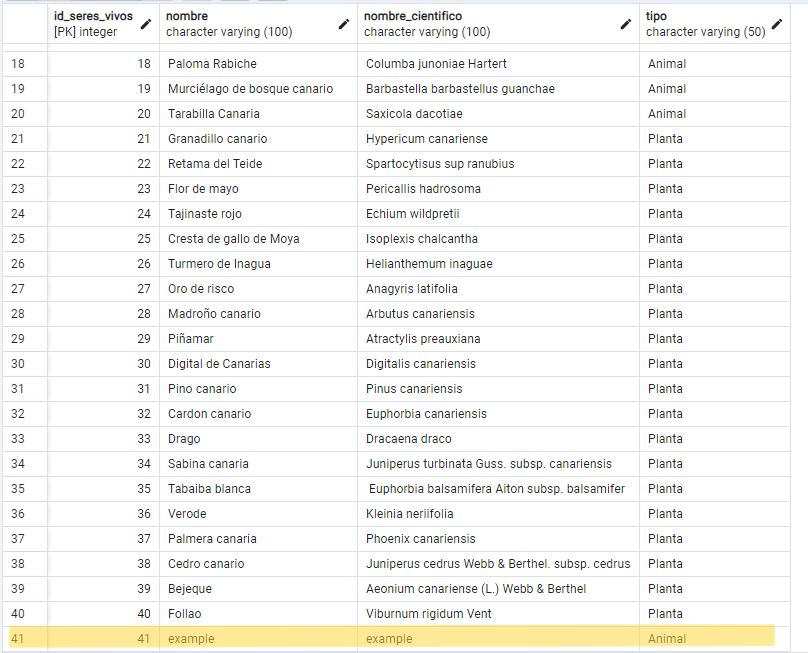 id_seres_vivos nombre nombre_cientifico tipo
[PK] integer character varying (100) character varying (100) character varying (50)
18 18 Paloma Rabiche Columba junoniae Hartert Animal
19 19 Murciélago de bosque canario Barbastella barbastellus guanchae Animal
20 20 Tarabilla Canaria Saxicola dacotiae Animal
21 21 Granadillo canario Hypericum canariense Planta
22 22 Retama del Teide Spartocytisus sup ranubius Planta
23 23 Flor de mayo Pericallis hadrosoma Planta
24 24 Tajinaste rojo Echium wildpretii Planta
25 25 Cresta de gallo de Moya Isoplexis chalcantha Planta
26 26 Turmero de Inagua Helianthemum inaguae Planta
27 27 Oro de risco Anagyris latifolia Planta
28 28 Madroño canario Arbutus canariensis Planta
29 29 Piñamar Atractylis preauxiana Planta
30 30 Digital de Canarias Digitalis canariensis Planta
31 31 Pino canario Pinus canariensis Planta
32 32 Cardon canario Euphorbia canariensis Planta
33 33 Drago Dracaena draco Planta
34 34 Sabina canaria Juniperus turbinata Guss. subsp. canariensis Planta
35 35 Tabaiba blanca Euphorbia balsamifera Aiton subsp. balsamifer Planta
36 36 Verode Kleinia neriifolia Planta
37 37 Palmera canaria Phoenix canariensis Planta
38 38 Cedro canario Juniperus cedrus Webb & Berthel. subsp. cedrus Planta
39 39 Bejeque Aeonium canariense (L.) Webb & Berthel Planta
40 40 Follao Viburnum rigidum Vent Planta
41 41 example example Animal